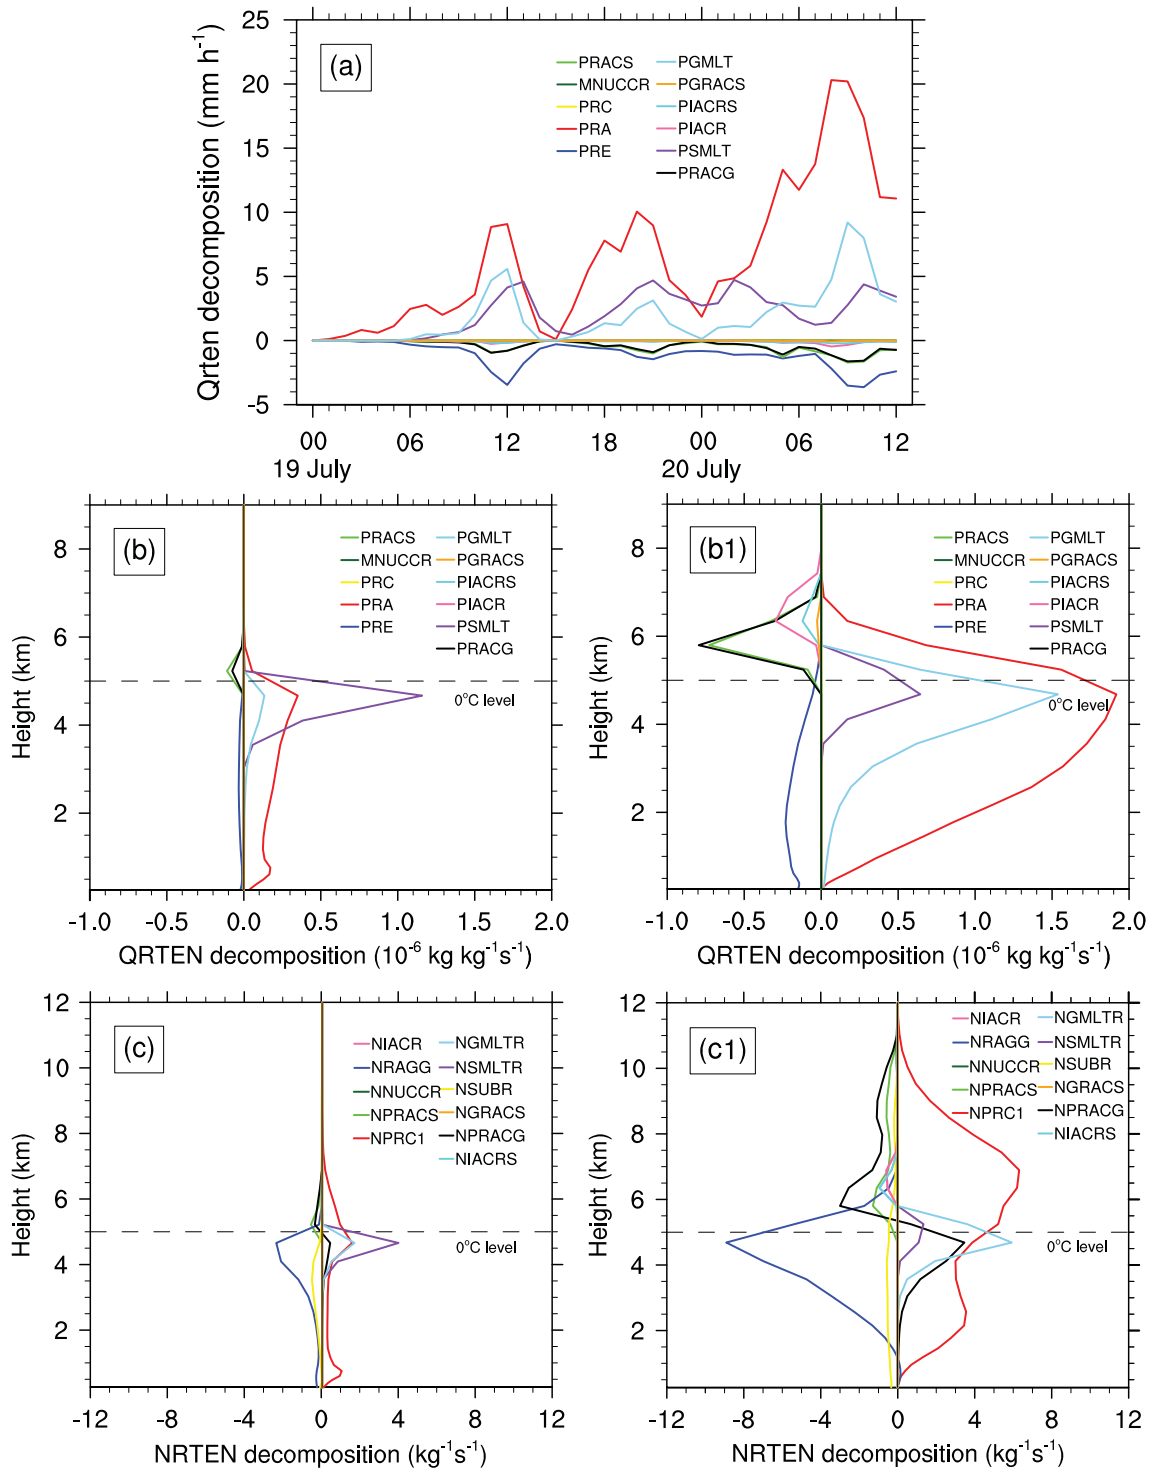 (a)
Qrten decomposition (mm h⁻¹)
25
20
15
10
5
0
-5
PRACS
MNUCCR
PRC
PRA
PRE
PGMLT
PGRACS
PIACRS
PIACR
PSMLT
PRACG
00 06 12 18 00 06 12
19 July 20 July
(b)
Height (km)
8
6
4
2
PRACS
MNUCCR
PRC
PRA
PRE
PGMLT
PGRACS
PIACRS
PIACR
PSMLT
PRACG
0°C level
-1.0 -0.5 0.0 0.5 1.0 1.5 2.0
QRTEN decomposition (10⁻⁶ kg kg⁻¹s⁻¹)
(b1)
Height (km)
8
6
4
2
PRACS
MNUCCR
PRC
PRA
PRE
PGMLT
PGRACS
PIACRS
PIACR
PSMLT
PRACG
0°C level
-1.0 -0.5 0.0 0.5 1.0 1.5 2.0
QRTEN decomposition (10⁻⁶ kg kg⁻¹s⁻¹)
(c)
Height (km)
12
10
8
6
4
2
NIACR
NRAGG
NNUCCR
NPRACS
NPRC1
NGMLTR
NSMLTR
NSUBR
NGRACS
NPRACG
NIACRS
0°C level
-12 -8 -4 0 4 8 12
NRTEN decomposition (kg⁻¹s⁻¹)
(c1)
Height (km)
12
10
8
6
4
2
NIACR
NRAGG
NNUCCR
NPRACS
NPRC1
NGMLTR
NSMLTR
NSUBR
NGRACS
NPRACG
NIACRS
0°C level
-12 -8 -4 0 4 8 12
NRTEN decomposition (kg⁻¹s⁻¹)